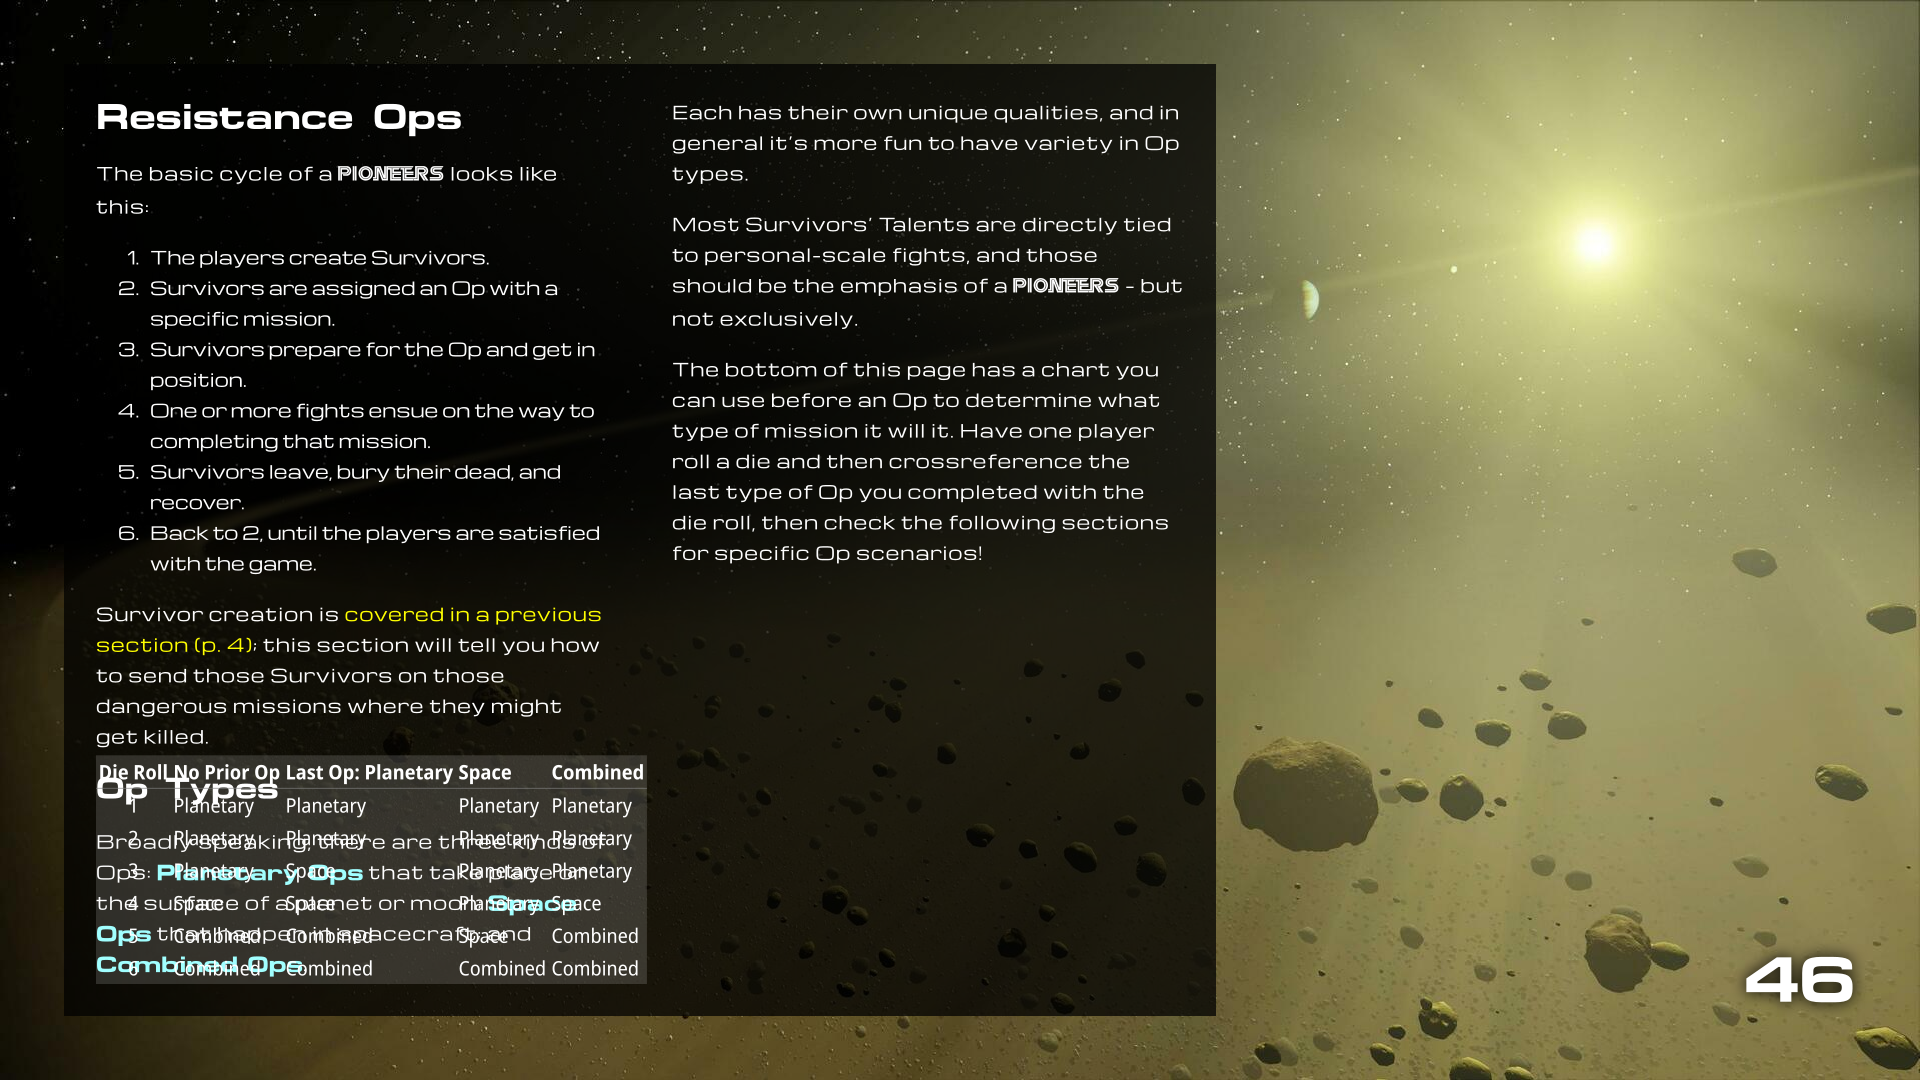 Resistance Ops
The basic cycle of a PIONEERS looks like
this:
1. The players create Survivors.
2. Survivors are assigned an Op with a
specific mission.
3. Survivors prepare for the Op and get in
position.
4. One or more fights ensue on the way to
completing that mission.
5. Survivors leave, bury their dead, and
recover.
6. Back to 2, until the players are satisfied
with the game.
Survivor creation is covered in a previous
section (p. 4); this section will tell you how
to send those Survivors on those
dangerous missions where they might
get killed.
Op Types
Broadly speaking, there are three kinds of
Ops: Planetary Ops that take place on
the surface of a planet or moon, Space
Ops that happen in spacecraft, and
Combined Ops.
Die Roll No Prior Op Last Op: Planetary Space Combined
1 Planetary Planetary Planetary Planetary
2 Planetary Planetary Planetary Planetary
3 Planetary Space Planetary Planetary
4 Space Space Planetary Space
5 Combined Combined Space Combined
6 Combined Combined Combined Combined
Each has their own unique qualities, and in
general it's more fun to have variety in Op
types.
Most Survivors' Talents are directly tied
to personal-scale fights, and those
should be the emphasis of a PIONEERS - but
not exclusively.
The bottom of this page has a chart you
can use before an Op to determine what
type of mission it will it. Have one player
roll a die and then crossreference the
last type of Op you completed with the
die roll, then check the following sections
for specific Op scenarios!
46